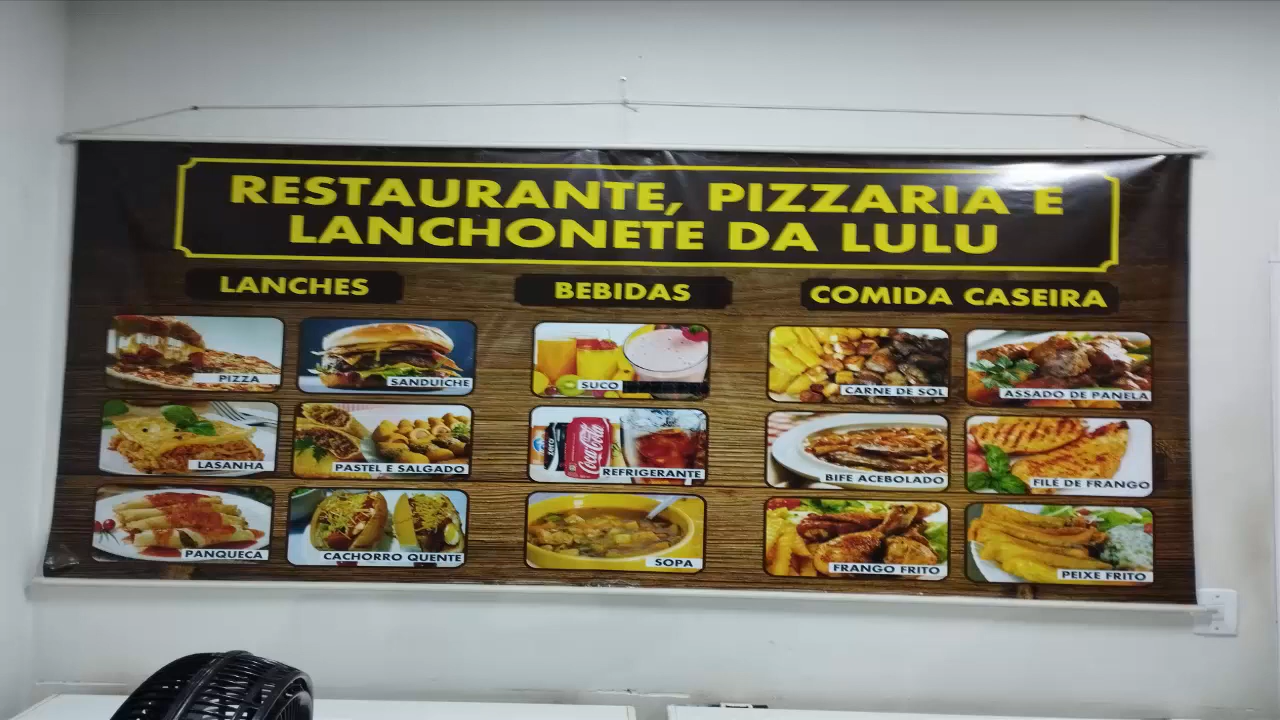 RESTAURANTE, PIZZARIA E
LANCHONETE DA LULU
LANCHES
PIZZA
SANDUÍCHE
LASANHA
PASTEL E SALGADO
PANQUECA
CACHORRO QUENTE
BEBIDAS
SUCO
Coca-Cola
REFRIGERANTE
SOPA
COMIDA CASEIRA
CARNE DE SOL
ASSADO DE PANELA
BIFE ACEBOLADO
FILÉ DE FRANGO
FRANGO FRITO
PEIXE FRITO